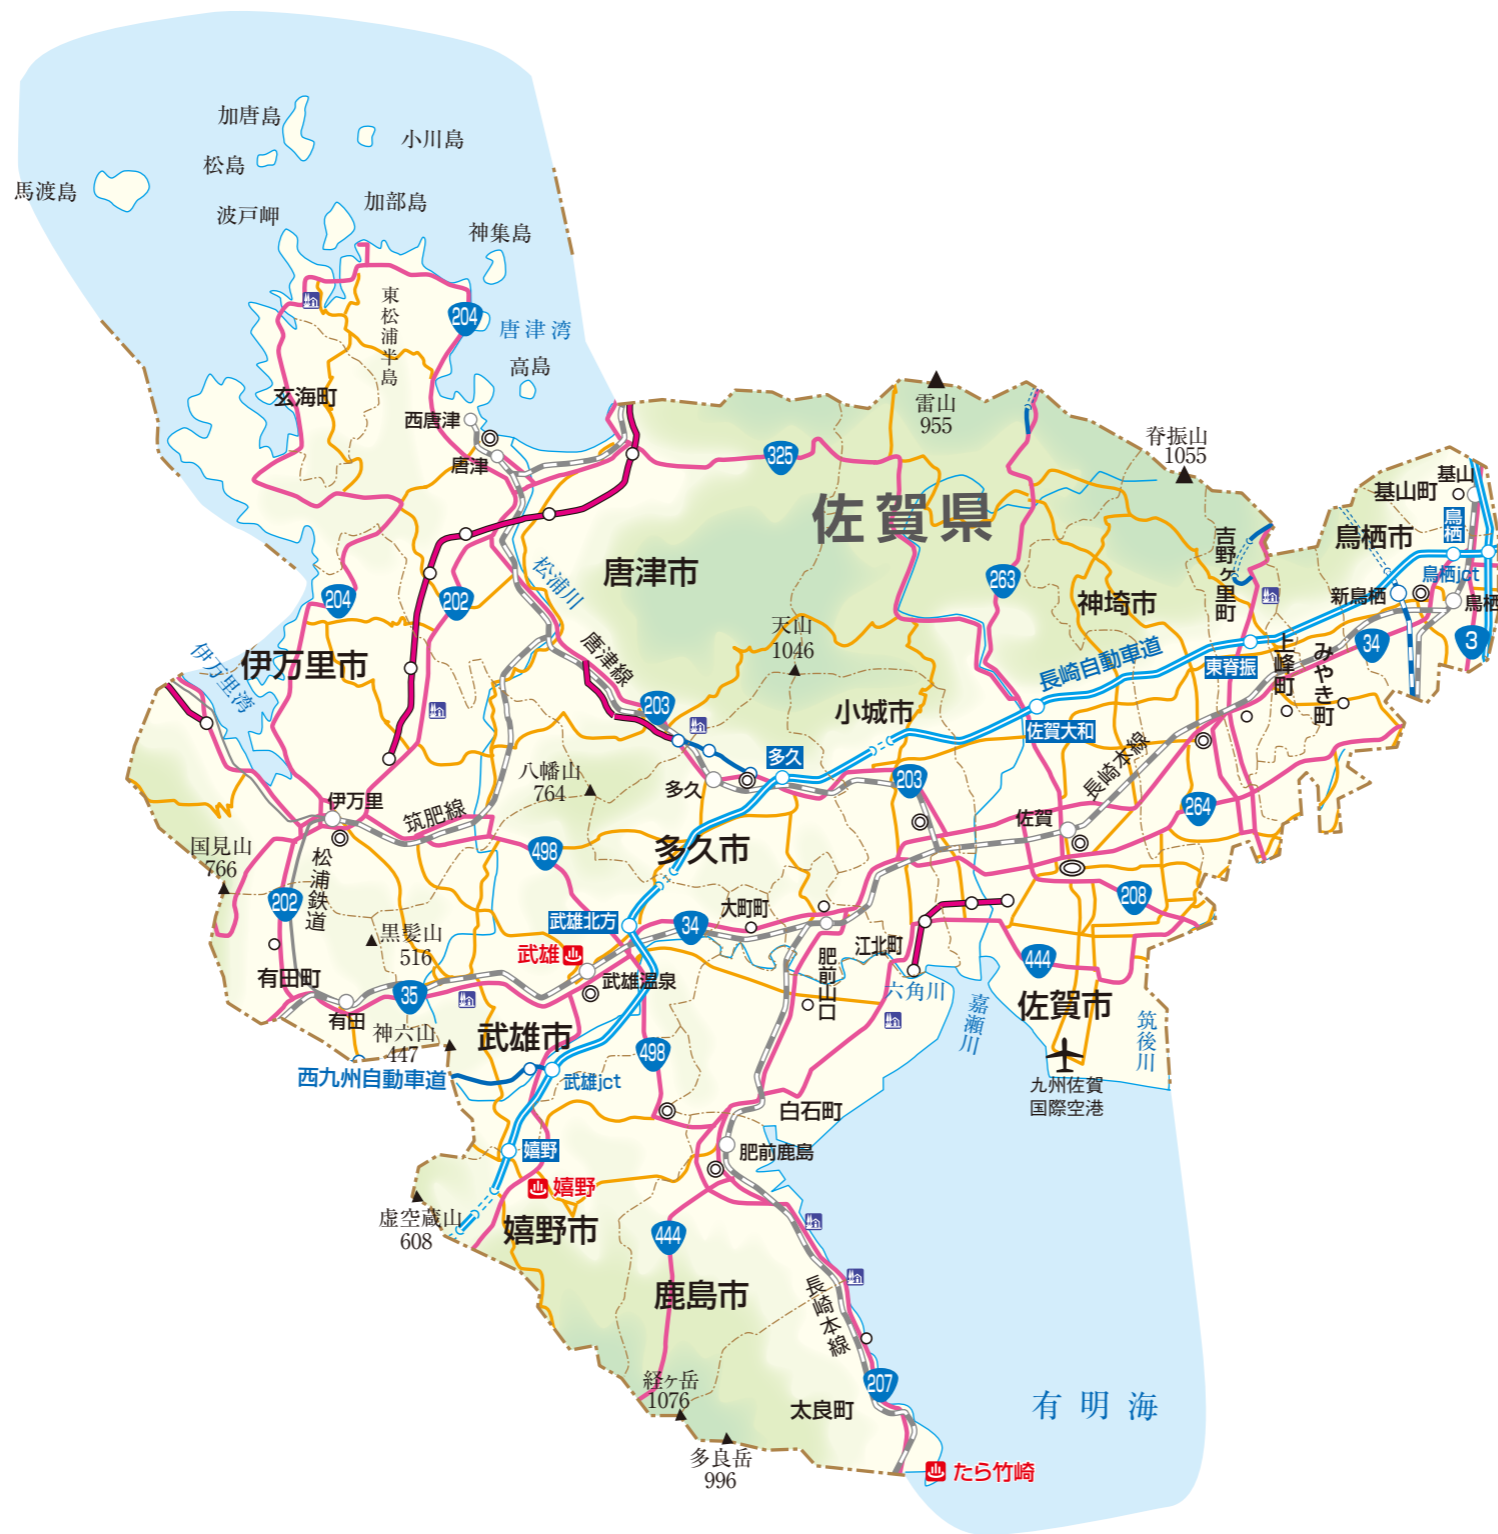 加唐島
小川島
松島
馬渡島
加部島
波戸岬
神集島
東松浦半島
204
唐津湾
高島
玄海町
西唐津
唐津
雷山
955
脊振山
1055
325
佐賀県
基山
基山町
鳥栖
鳥栖市
吉野ヶ里町
鳥栖jct
新鳥栖
鳥栖
松浦川
唐津市
263
神埼市
204
202
天山
1046
唐津線
長崎自動車道
東脊振
上峰町
みやき町
34
3
伊万里市
伊万里湾
203
小城市
佐賀大和
長崎本線
八幡山
764
多久
多久
203
264
伊万里
筑肥線
佐賀
国見山
766
松浦鉄道
498
多久市
202
武雄北方
34
大町町
208
黒髪山
516
武雄
武雄温泉
江北町
444
有田町
35
肥前山口
六角川
嘉瀬川
佐賀市
筑後川
有田
神六山
447
武雄市
498
西九州自動車道
武雄jct
九州佐賀
国際空港
白石町
嬉野
肥前鹿島
嬉野
虚空蔵山
608
嬉野市
444
鹿島市
長崎本線
経ヶ岳
1076
207
太良町
有明海
多良岳
996
たら竹崎